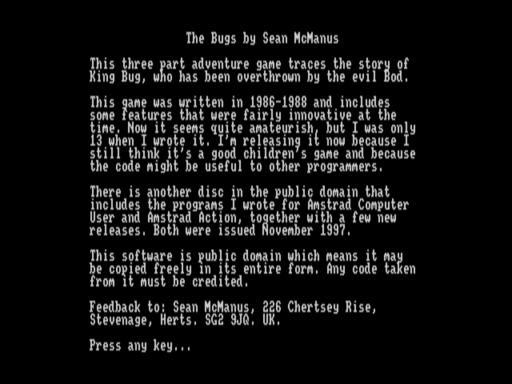 The Bugs by Sean McManus
This three part adventure game traces the story of
King Bug, who has been overthrown by the evil Bod.
This game was written in 1986-1988 and includes
some features that were fairly innovative at the
time. Now it seems quite amateurish, but I was only
13 when I wrote it. I'm releasing it now because I
still think it's a good children's game and because
the code might be useful to other programmers.
There is another disc in the public domain that
includes the programs I wrote for Amstrad Computer
User and Amstrad Action, together with a few new
releases. Both were issued November 1997.
This software is public domain which means it may
be copied freely in its entire form. Any code taken
from it must be credited.
Feedback to: Sean McManus, 226 Chertsey Rise,
Stevenage, Herts. SG2 9JQ. UK.
Press any key...